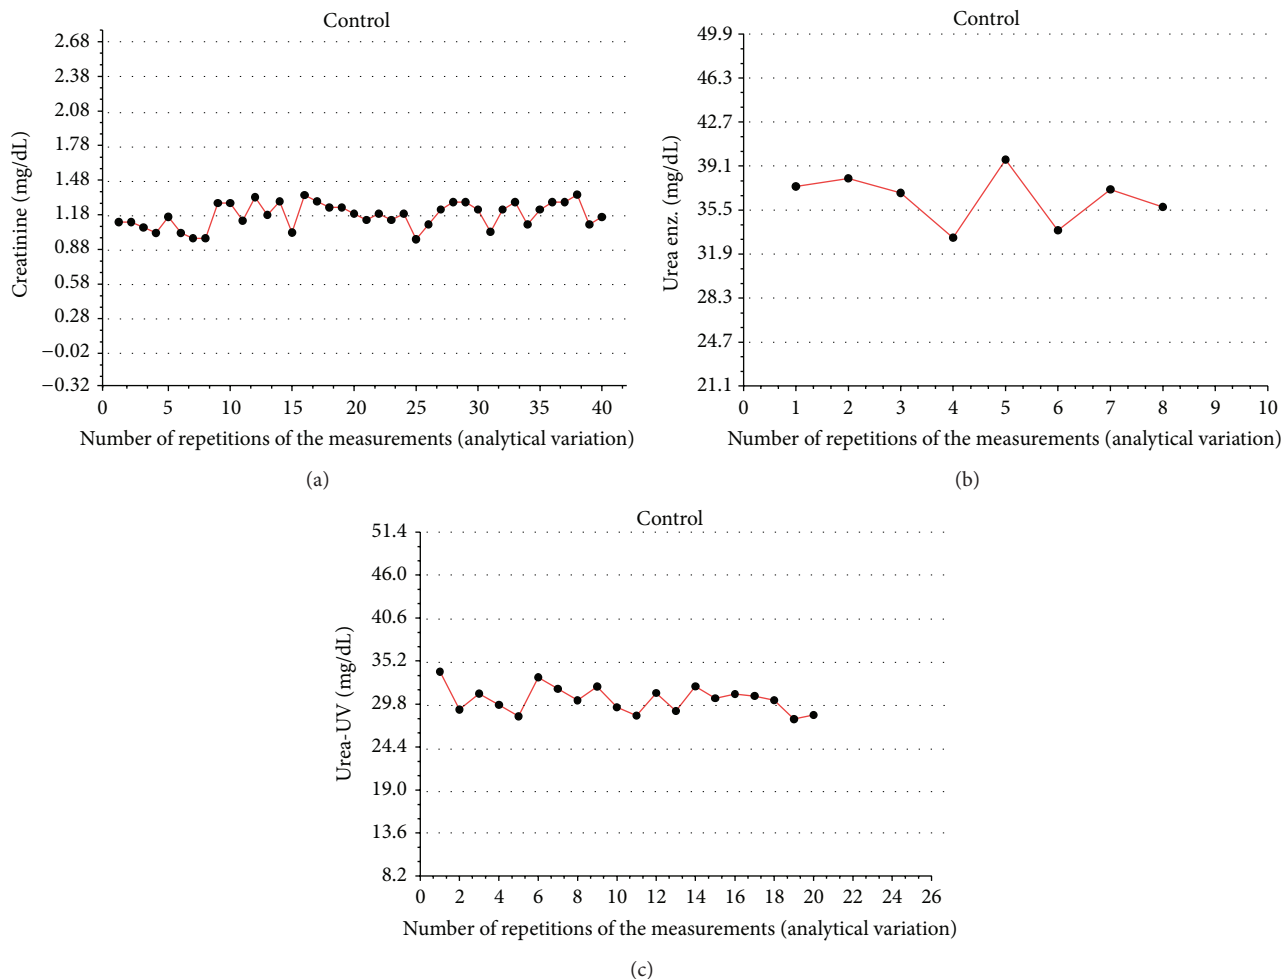 Control
Creatinine (mg/dL)
2.68
2.38
2.08
1.78
1.48
1.18
0.88
0.58
0.28
−0.02
−0.32
0 5 10 15 20 25 30 35 40
Number of repetitions of the measurements (analytical variation)
(a)
Control
Urea enz. (mg/dL)
49.9
46.3
42.7
39.1
35.5
31.9
28.3
24.7
21.1
0 1 2 3 4 5 6 7 8 9 10
Number of repetitions of the measurements (analytical variation)
(b)
Control
Urea-UV (mg/dL)
51.4
46.0
40.6
35.2
29.8
24.4
19.0
13.6
8.2
0 2 4 6 8 10 12 14 16 18 20 22 24 26
Number of repetitions of the measurements (analytical variation)
(c)